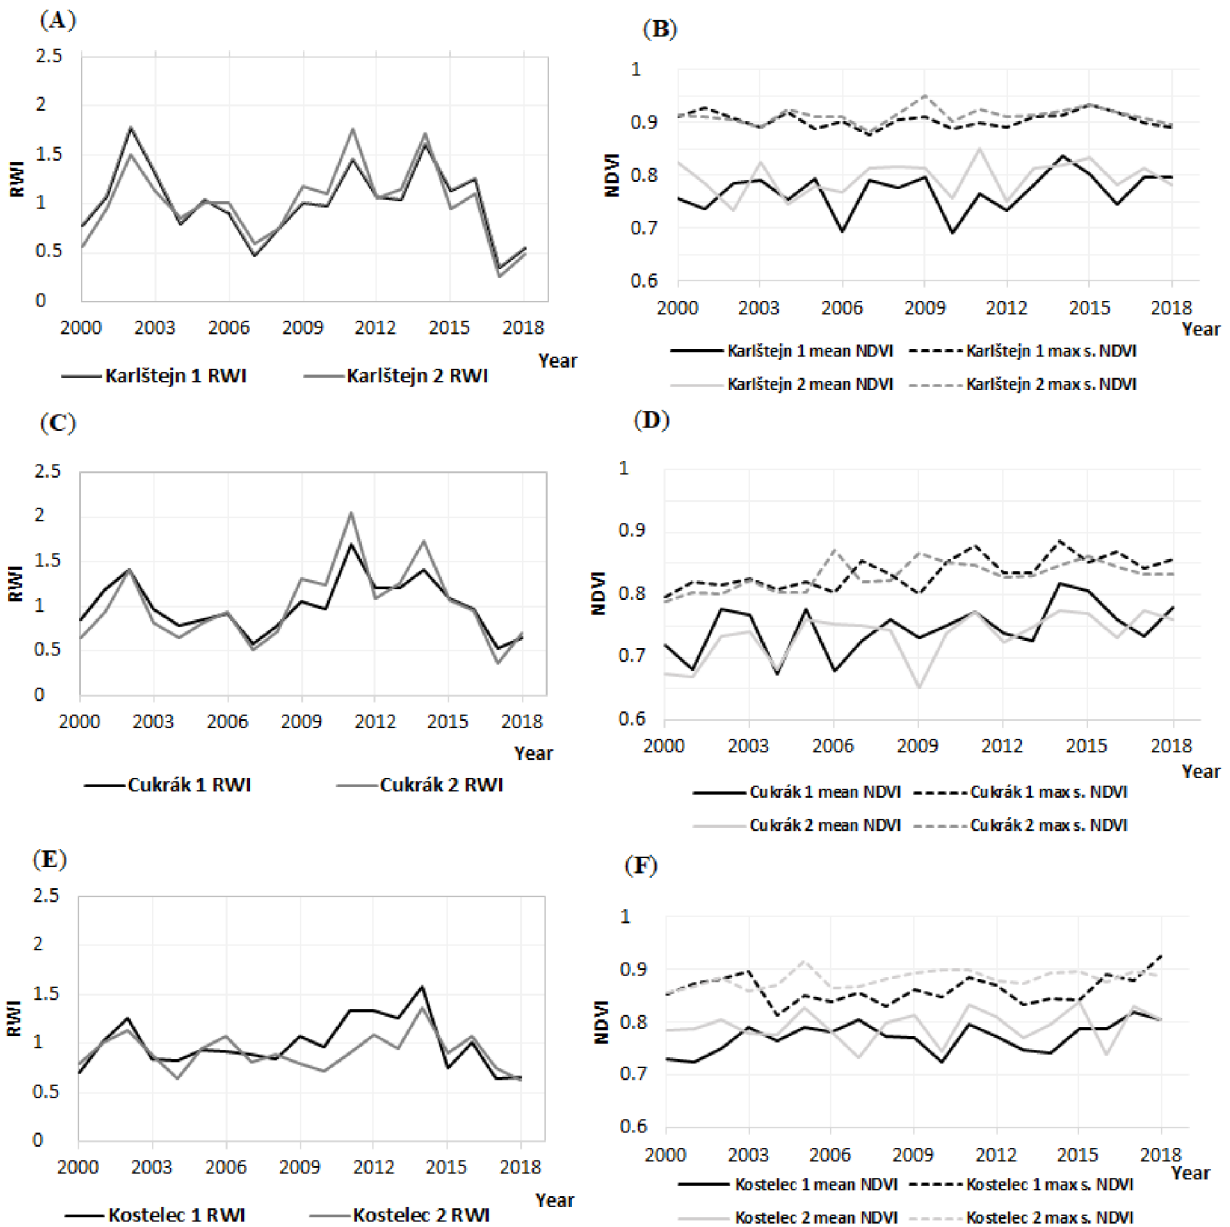 (A)
2.5
2
1.5
1
0.5
0
RWI
2000 2003 2006 2009 2012 2015 2018
Year
Karlštejn 1 RWI Karlštejn 2 RWI
(B)
1
0.9
0.8
0.7
0.6
NDVI
2000 2003 2006 2009 2012 2015 2018
Year
Karlštejn 1 mean NDVI Karlštejn 1 max s. NDVI
Karlštejn 2 mean NDVI Karlštejn 2 max s. NDVI
(C)
2.5
2
1.5
1
0.5
0
RWI
2000 2003 2006 2009 2012 2015 2018
Year
Cukrák 1 RWI Cukrák 2 RWI
(D)
1
0.9
0.8
0.7
0.6
NDVI
2000 2003 2006 2009 2012 2015 2018
Year
Cukrák 1 mean NDVI Cukrák 1 max s. NDVI
Cukrák 2 mean NDVI Cukrák 2 max s. NDVI
(E)
2.5
2
1.5
1
0.5
0
RWI
2000 2003 2006 2009 2012 2015 2018
Year
Kostelec 1 RWI Kostelec 2 RWI
(F)
1
0.9
0.8
0.7
0.6
NDVI
2000 2003 2006 2009 2012 2015 2018
Year
Kostelec 1 mean NDVI Kostelec 1 max s. NDVI
Kostelec 2 mean NDVI Kostelec 2 max s. NDVI